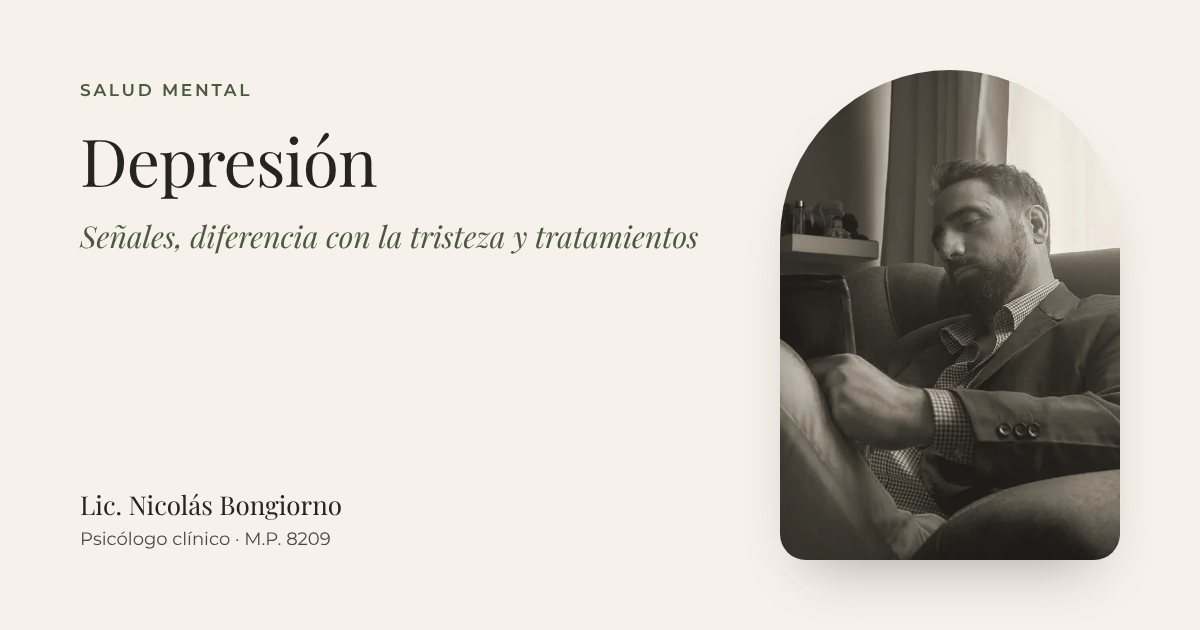 SALUD MENTAL
Depresión
Señales, diferencia con la tristeza y tratamientos
Lic. Nicolás Bongiorno
Psicólogo clínico · M.P. 8209